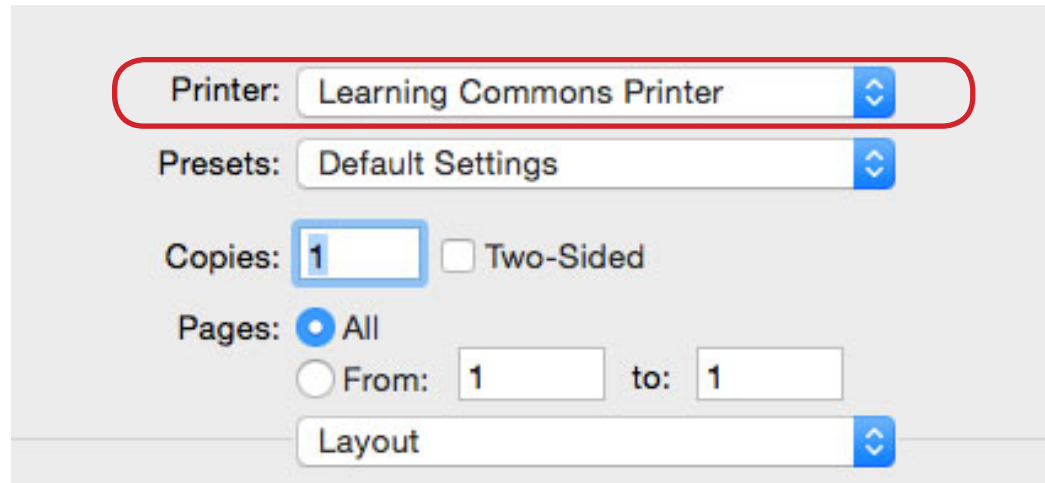 Printer: Learning Commons Printer
Presets: Default Settings
Copies: 1 Two-Sided
Pages: All
From: 1 to: 1
Layout